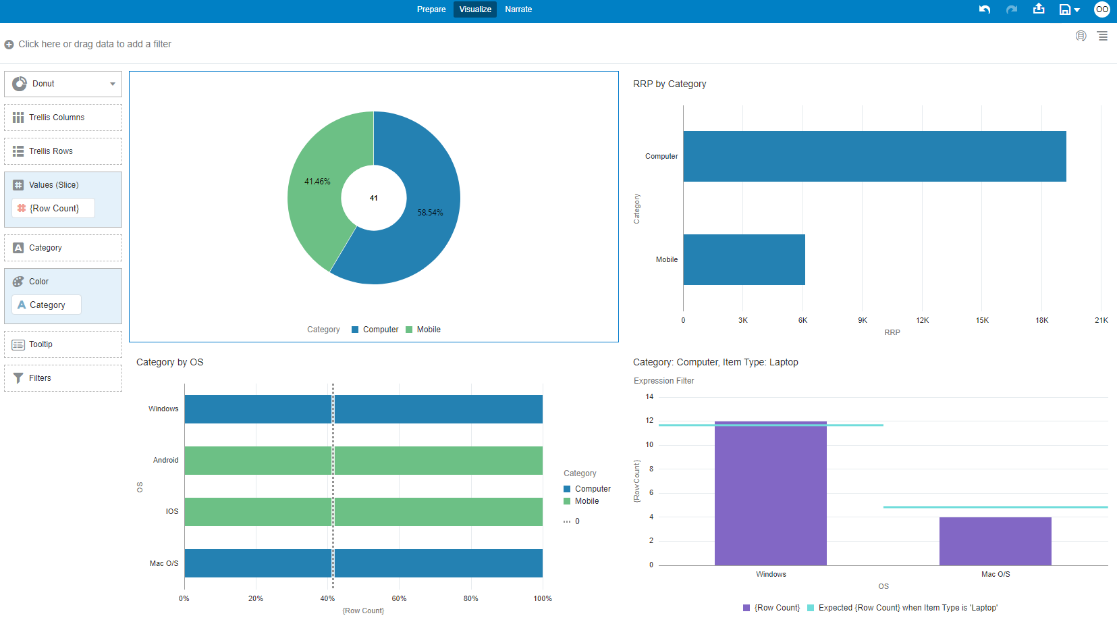 Prepare Visualize Narrate
OO
Click here or drag data to add a filter
Donut
Trellis Columns
Trellis Rows
Values (Slice)
{Row Count}
A Category
Color
A Category
Tooltip
Filters
41.46%
41
58.54%
Category Computer Mobile
RRP by Category
Category
Computer
Mobile
0 3K 6K 9K 12K 15K 18K 21K
RRP
Category by OS
OS
Windows
Android
IOS
Mac O/S
0% 20% 40% 60% 80% 100%
{Row Count}
Category
Computer
Mobile
0
Category: Computer, Item Type: Laptop
Expression Filter
{Row Count}
14
12
10
8
6
4
2
0
Windows Mac O/S
OS
{Row Count} Expected {Row Count} when Item Type is 'Laptop'